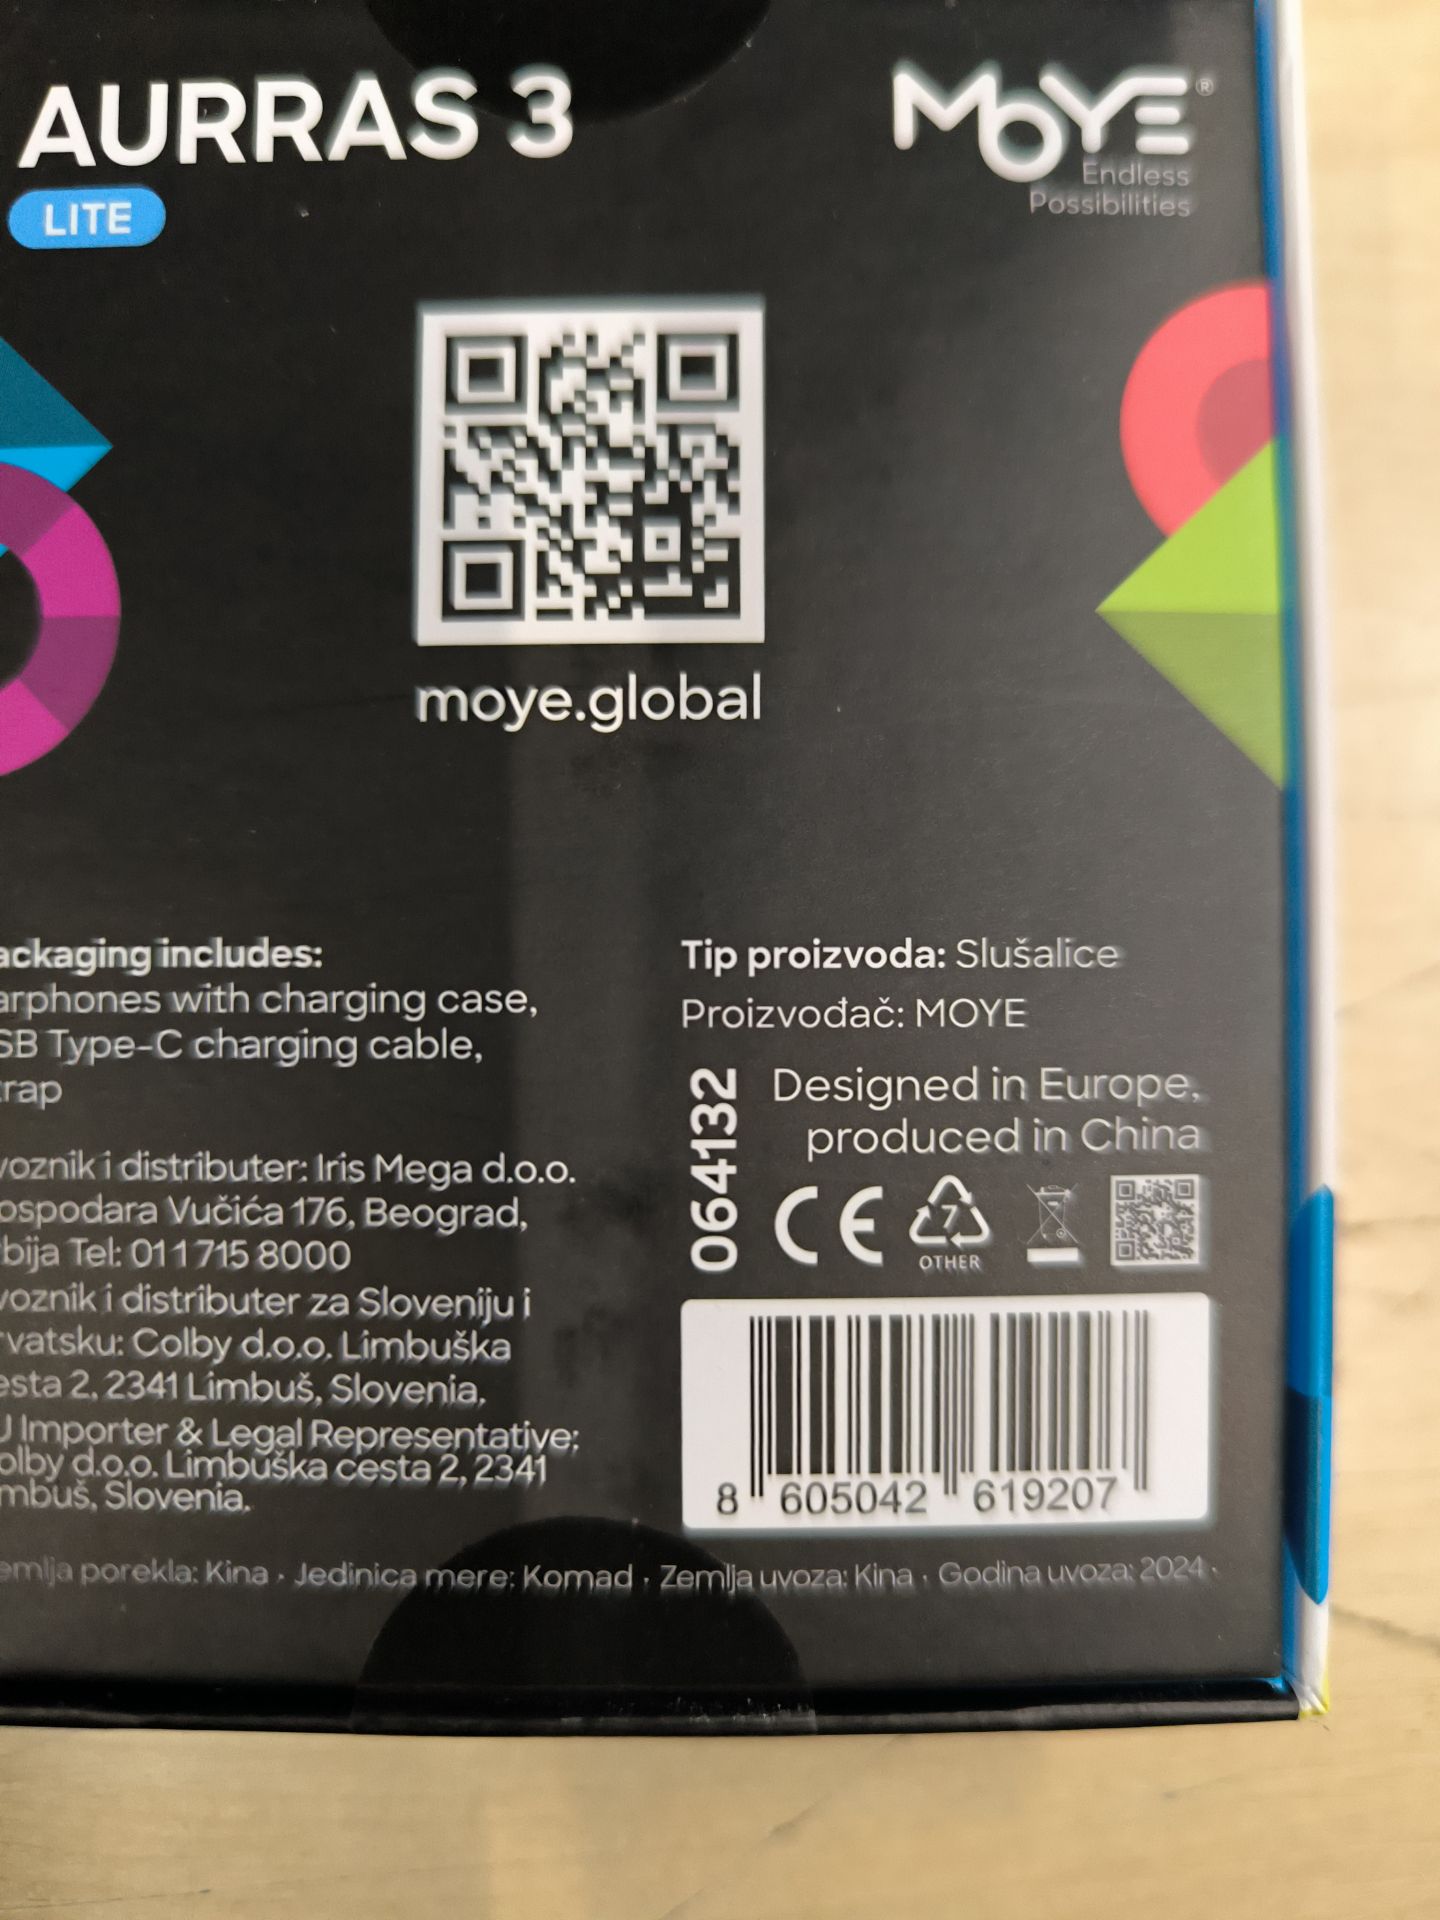 AURRAS 3
LITE
MOYE®
Endless
Possibilities
moye.global
ackaging includes:
arphones with charging case,
SB Type-C charging cable,
rap
voznik i distributer: Iris Mega d.o.o.
ospodara Vučića 176, Beograd,
bija Tel: 011 715 8000
voznik i distributer za Sloveniju i
rvatsku: Colby d.o.o. Limbuška
esta 2, 2341 Limbuš, Slovenia.
U Importer & Legal Representative:
olby d.o.o. Limbuška cesta 2, 2341
mbuš, Slovenia.
Tip proizvoda: Slušalice
Proizvođač: MOYE
064132
Designed in Europe,
produced in China
CE
7
OTHER
8 605042 619207
emlja porekla: Kina · Jedinica mere: Komad · Zemlja uvoza: Kina · Godina uvoza: 2024 ·